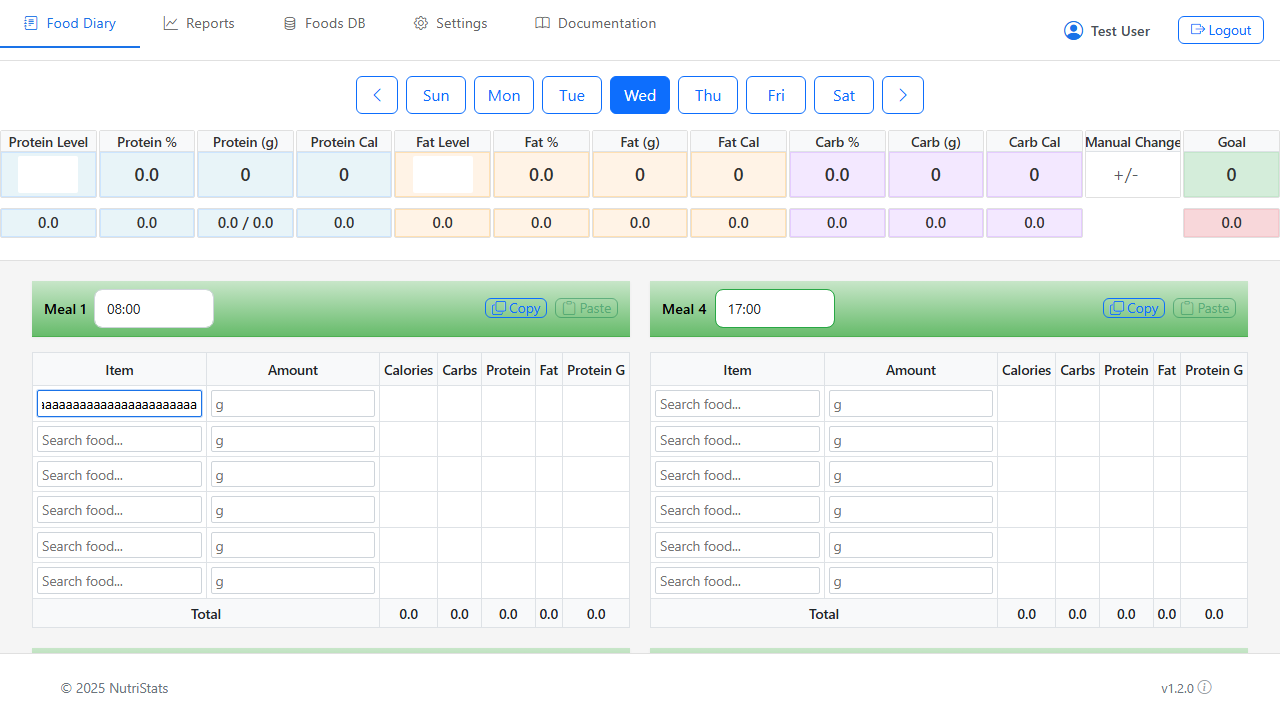 Food Diary Reports Foods DB Settings Documentation Test User Logout
Sun Mon Tue Wed Thu Fri Sat
Protein Level Protein % Protein (g) Protein Cal Fat Level Fat % Fat (g) Fat Cal Carb % Carb (g) Carb Cal Manual Change Goal
0.0 0 0 0.0 0 0 0.0 0 0 +/- 0
0.0 0.0 0.0 / 0.0 0.0 0.0 0.0 0.0 0.0 0.0 0.0 0.0 0.0
Meal 1 08:00 Copy Paste
Item Amount Calories Carbs Protein Fat Protein G
aaaaaaaaaaaaaaaaaaaaaaa g
Search food... g
Search food... g
Search food... g
Search food... g
Search food... g
Total 0.0 0.0 0.0 0.0 0.0
Meal 4 17:00 Copy Paste
Item Amount Calories Carbs Protein Fat Protein G
Search food... g
Search food... g
Search food... g
Search food... g
Search food... g
Search food... g
Total 0.0 0.0 0.0 0.0 0.0
© 2025 NutriStats v1.2.0